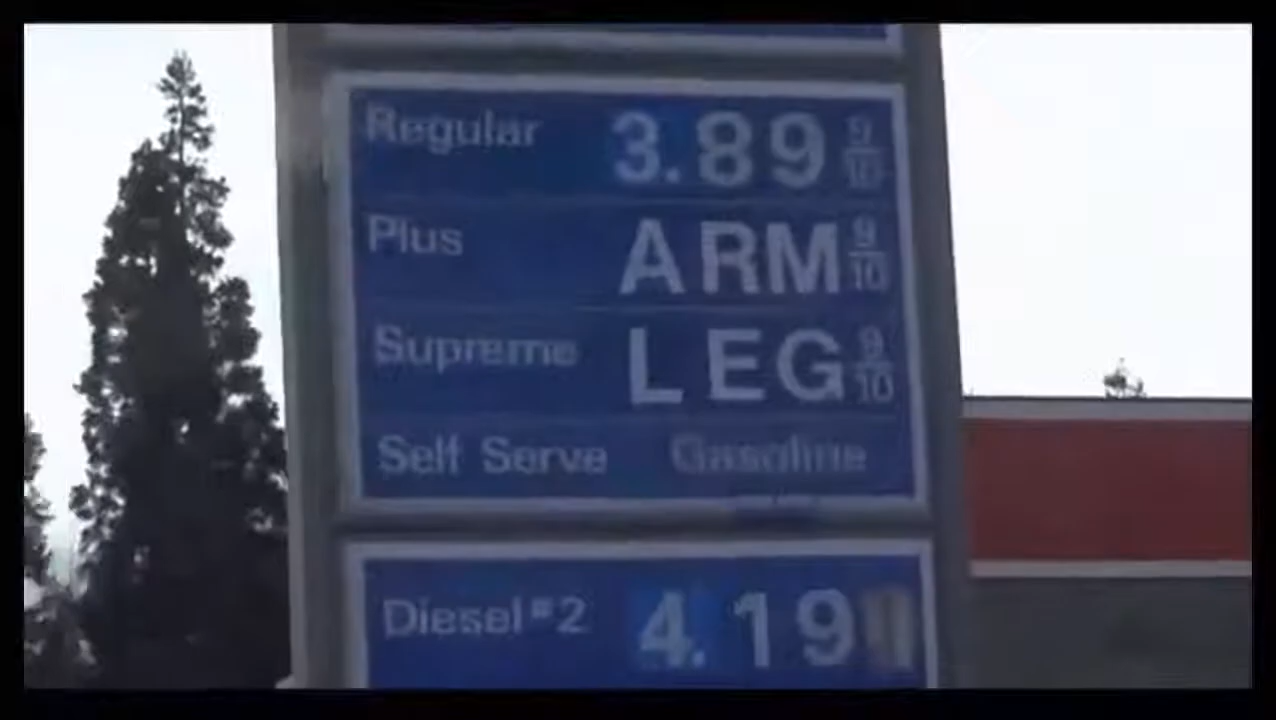 Regular 3.89 9/10
Plus ARM 9/10
Supreme LEG 9/10
Self Serve Gasoline
Diesel #2 4.19